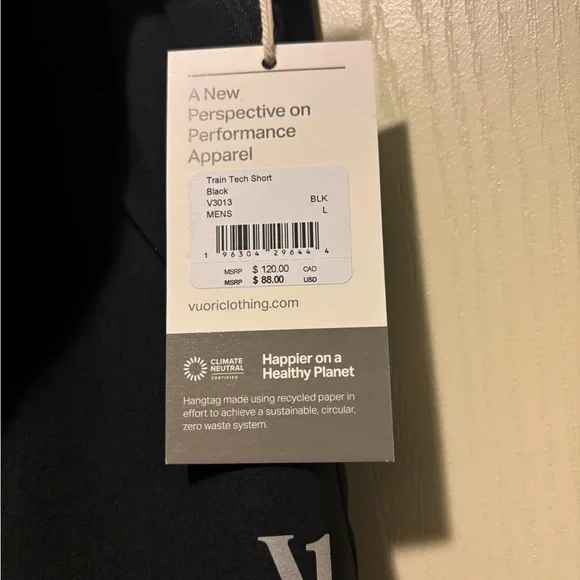 A New
Perspective on
Performance
Apparel
Train Tech Short
Black
V3013 BLK
MENS L
1 96304 29644 4
MSRP $ 120.00 CAD
MSRP $ 88.00 USD
vuoriclothing.com
CLIMATE
NEUTRAL
CERTIFIED
Happier on a
Healthy Planet
Hangtag made using recycled paper in
effort to achieve a sustainable, circular,
zero waste system.